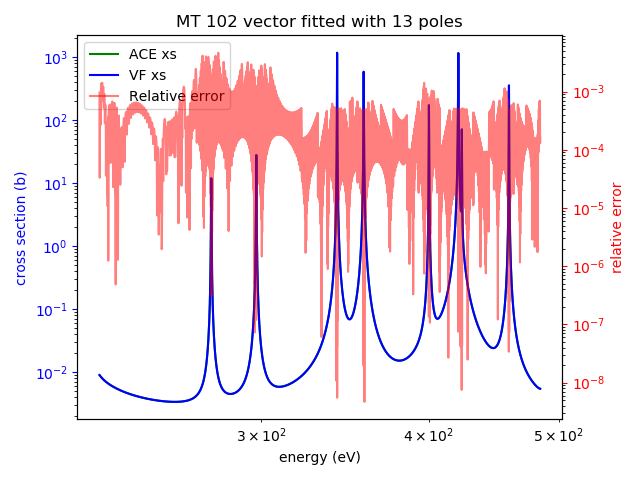 MT 102 vector fitted with 13 poles
ACE xs
VF xs
Relative error
cross section (b)
10³
10²
10¹
10⁰
10⁻¹
10⁻²
relative error
10⁻³
10⁻⁴
10⁻⁵
10⁻⁶
10⁻⁷
10⁻⁸
3 × 10²
4 × 10²
5 × 10²
energy (eV)